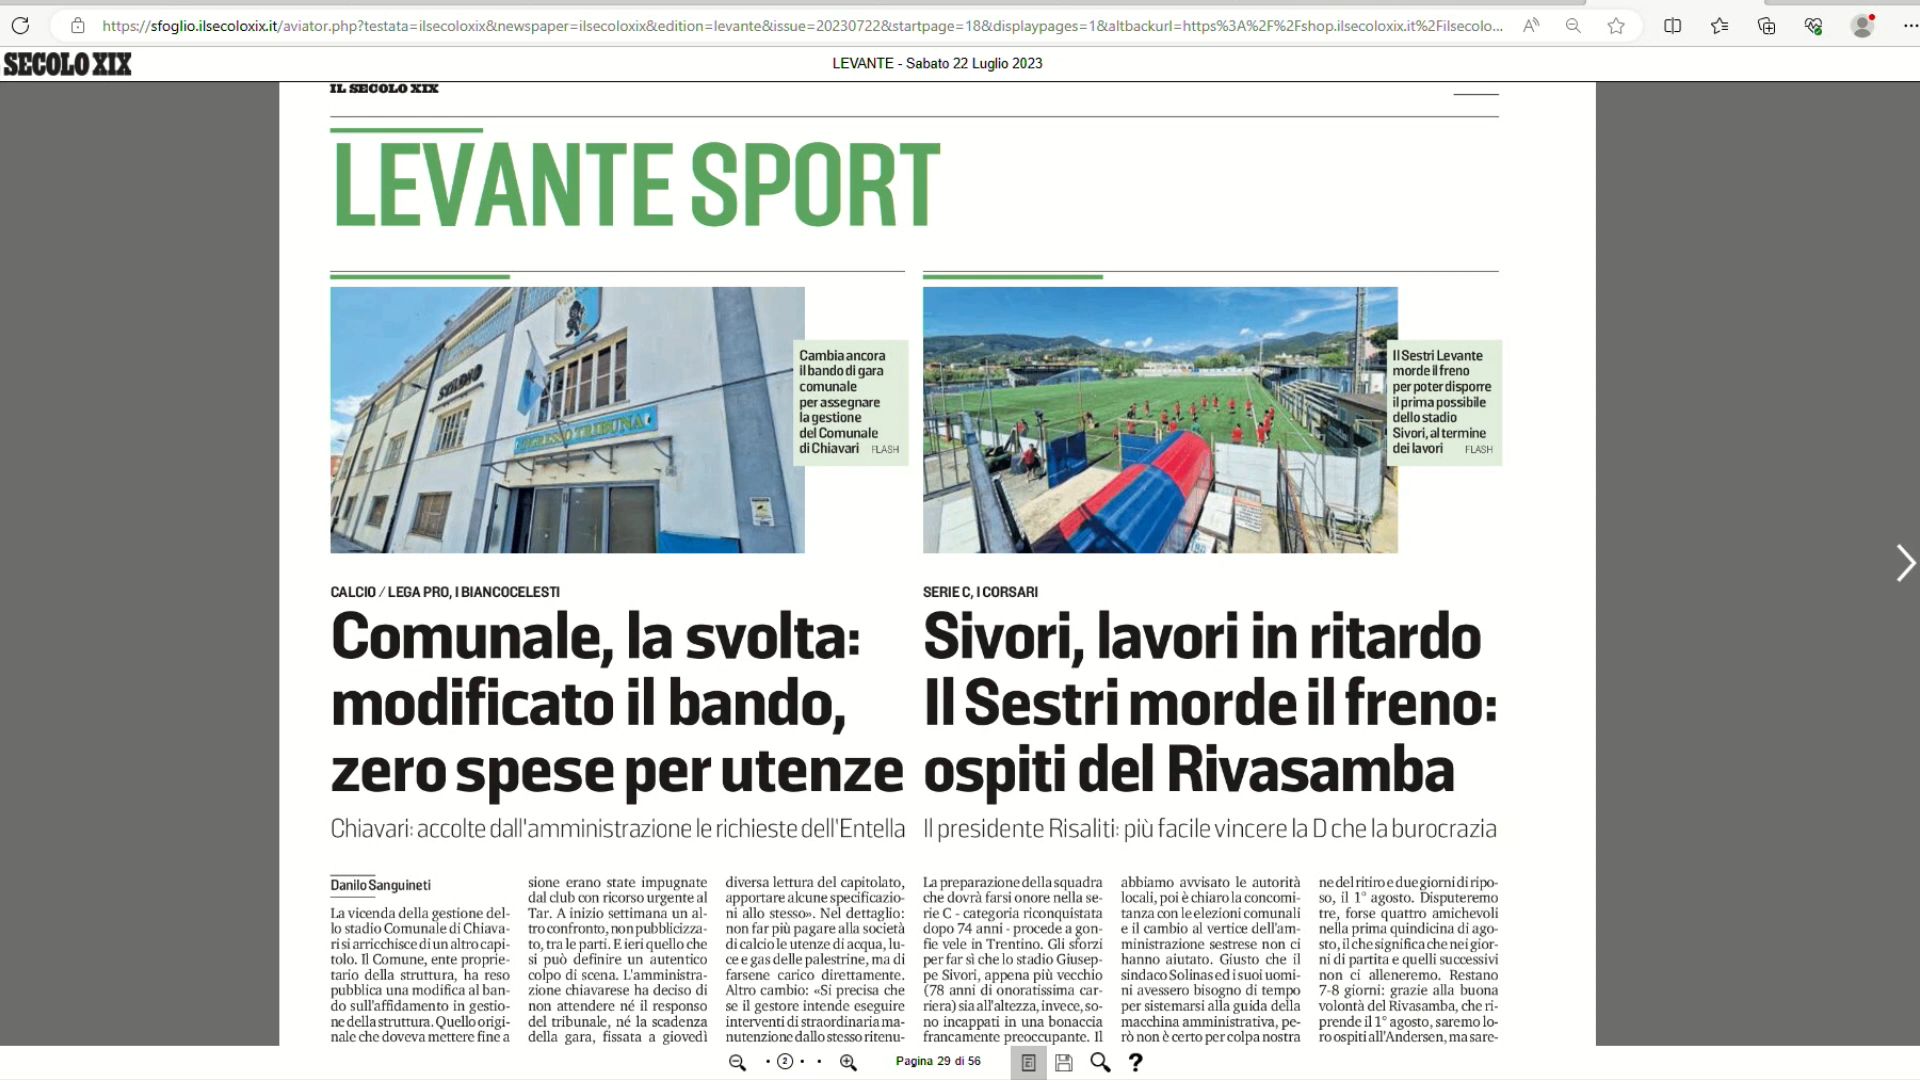 https://sfoglio.ilsecoloxix.it/aviator.php?testata=ilsecoloxix&newspaper=ilsecoloxix&edition=levante&issue=20230722&startpage=18&displaypages=1&altbackurl=https%3A%2F%2Fshop.ilsecoloxix.it%2Filsecolo...
SECOLO XIX
LEVANTE - Sabato 22 Luglio 2023
IL SECOLO XIX
LEVANTE SPORT
STADIO
INGRESSO TRIBUNA
Cambia ancora
il bando di gara
comunale
per assegnare
la gestione
del Comunale
di Chiavari FLASH
CALCIO / LEGA PRO, I BIANCOCELESTI
Comunale, la svolta:
modificato il bando,
zero spese per utenze
Chiavari: accolte dall'amministrazione le richieste dell'Entella
Danilo Sanguineti
La vicenda della gestione del-
lo stadio Comunale di Chiava-
ri si arricchisce di un altro capi-
tolo. Il Comune, ente proprie-
tario della struttura, ha reso
pubblica una modifica al ban-
do sull'affidamento in gestio-
ne della struttura. Quello origi-
nale che doveva mettere fine a
sione erano state impugnate
dal club con ricorso urgente al
Tar. A inizio settimana un al-
tro confronto, non pubblicizza-
to, tra le parti. E ieri quello che
si può definire un autentico
colpo di scena. L'amministra-
zione chiavarese ha deciso di
non attendere né il responso
del tribunale, né la scadenza
della gara, fissata a giovedì
diversa lettura del capitolato,
apportare alcune specificazio-
ni allo stesso». Nel dettaglio:
non far più pagare alla società
di calcio le utenze di acqua, lu-
ce e gas delle palestrine, ma di
farsene carico direttamente.
Altro cambio: «Si precisa che
se il gestore intende eseguire
interventi di straordinaria ma-
nutenzione dallo stesso ritenu-
Il Sestri Levante
morde il freno
per poter disporre
il prima possibile
dello stadio
Sivori, al termine
dei lavori FLASH
SERIE C, I CORSARI
Sivori, lavori in ritardo
Il Sestri morde il freno:
ospiti del Rivasamba
Il presidente Risaliti: più facile vincere la D che la burocrazia
La preparazione della squadra
che dovrà farsi onore nella se-
rie C - categoria riconquistata
dopo 74 anni - procede a gon-
fie vele in Trentino. Gli sforzi
per far sì che lo stadio Giusep-
pe Sivori, appena più vecchio
(78 anni di onoratissima car-
riera) sia all'altezza, invece, so-
no incappati in una bonaccia
francamente preoccupante. Il
abbiamo avvisato le autorità
locali, poi è chiaro la concomi-
tanza con le elezioni comunali
e il cambio al vertice dell'am-
ministrazione sestrese non ci
hanno aiutato. Giusto che il
sindaco Solinas ed i suoi uomi-
ni avessero bisogno di tempo
per sistemarsi alla guida della
macchina amministrativa, pe-
rò non è certo per colpa nostra
ne del ritiro e due giorni di ripo-
so, il 1° agosto. Disputeremo
tre, forse quattro amichevoli
nella prima quindicina di ago-
sto, il che significa che nei gior-
ni di partita e quelli successivi
non ci alleneremo. Restano
7-8 giorni: grazie alla buona
volontà del Rivasamba, che ri-
prende il 1° agosto, saremo lo-
ro ospiti all'Andersen, ma sare-
2
Pagina 29 di 56
?